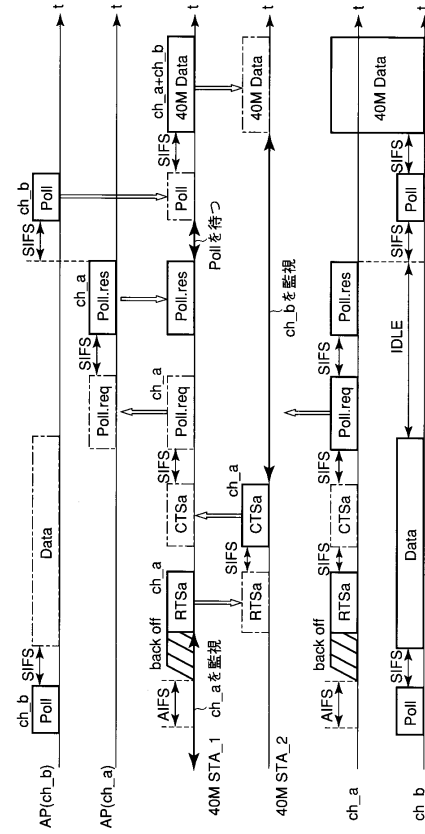 ch_b
Poll
SIFS
Data
SIFS
ch_b
Poll
t
AP(ch_b)
Poll.req
SIFS
ch_a
Poll.res
t
AP(ch_a)
AIFS
back off
ch_a
RTSa
CTSa
SIFS
ch_a
Poll.req
Poll.res
Poll
SIFS
ch_a+ch_b
40M Data
t
ch_aを監視
Pollを待つ
40M STA_1
RTSa
SIFS
ch_a
CTSa
40M Data
t
ch_bを監視
40M STA_2
AIFS
back off
RTSa
SIFS
CTSa
SIFS
Poll.req
SIFS
Poll.res
40M Data
t
ch_a
Poll
SIFS
Data
IDLE
SIFS
Poll
SIFS
t
ch_b